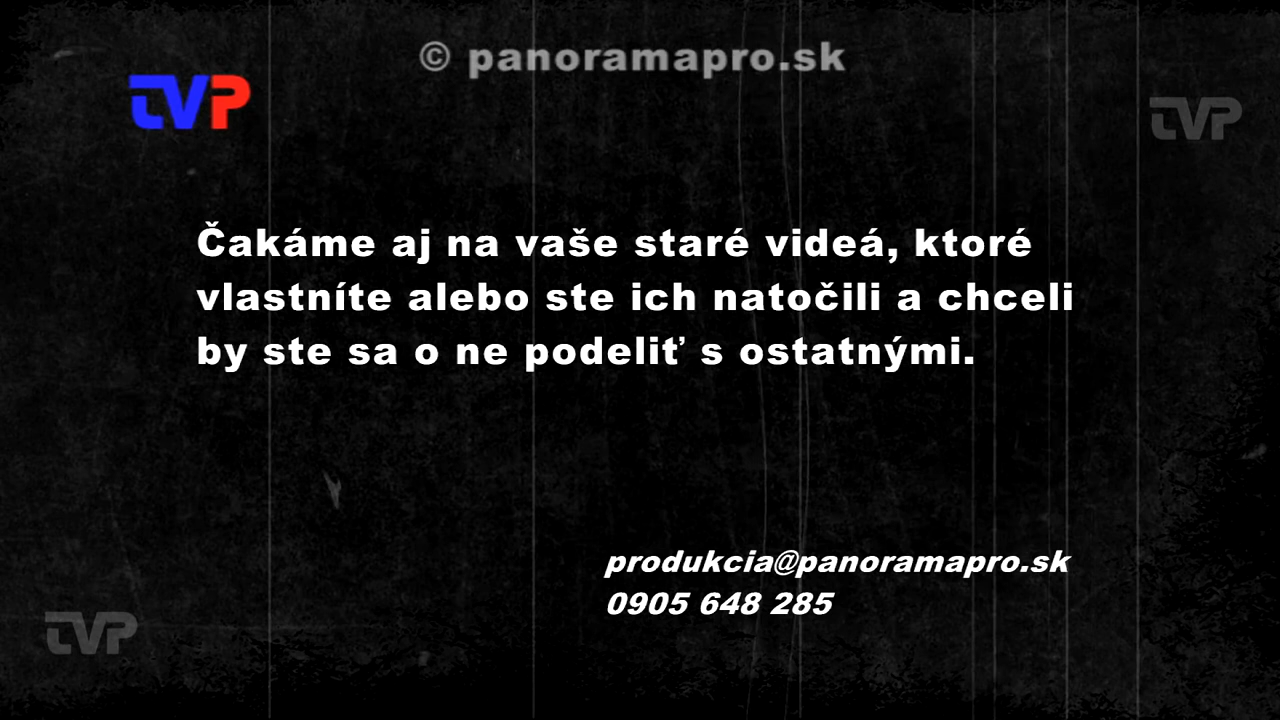 © panoramapro.sk
TVP
TVP
Čakáme aj na vaše staré videá, ktoré
vlastníte alebo ste ich natočili a chceli
by ste sa o ne podeliť s ostatnými.
produkcia@panoramapro.sk
0905 648 285
TVP